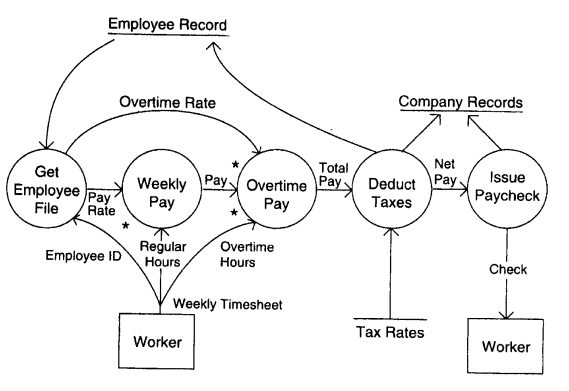 Employee Record
Overtime Rate
Company Records
Get
Employee
File
Pay
Rate
*
Weekly
Pay
Pay
*
*
Overtime
Pay
Total
Pay
Deduct
Taxes
Net
Pay
Issue
Paycheck
Employee ID
Regular
Hours
Overtime
Hours
Check
Weekly Timesheet
Worker
Tax Rates
Worker